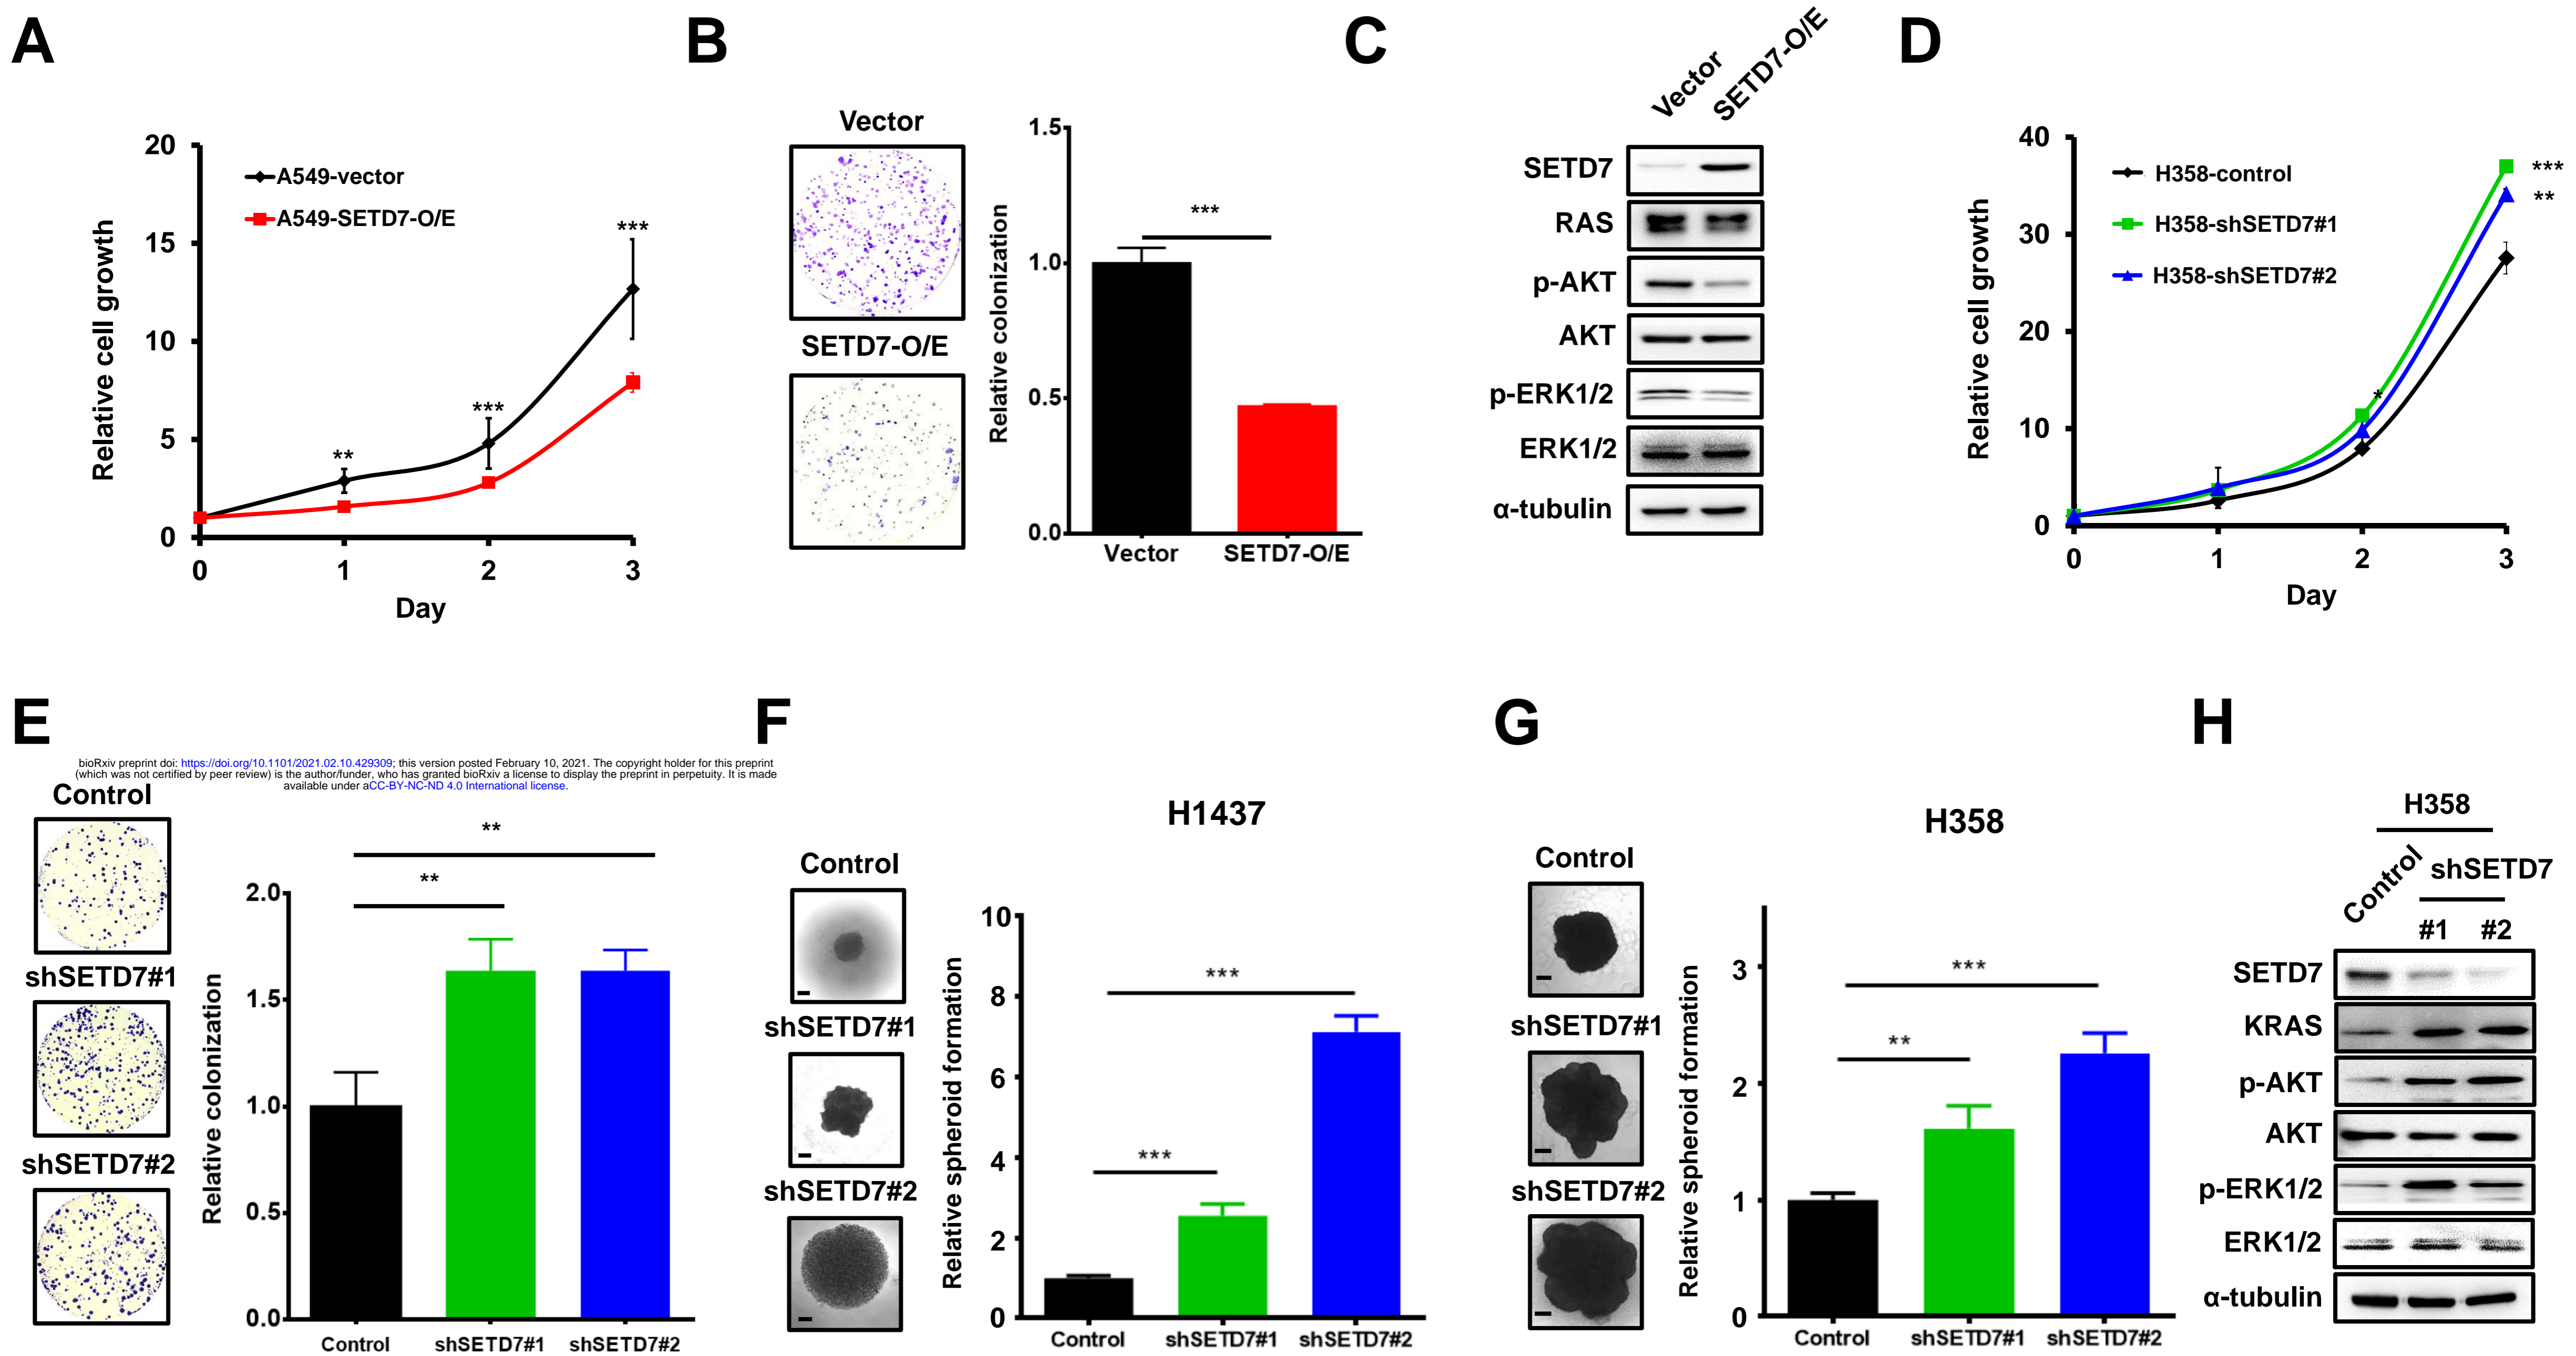 A
20
15
10
5
0
Relative cell growth
A549-vector
A549-SETD7-O/E
**
***
***
0 1 2 3
Day
B
Vector
SETD7-O/E
1.5
1.0
0.5
0.0
Relative colonization
***
Vector SETD7-O/E
C
Vector SETD7-O/E
SETD7
RAS
p-AKT
AKT
p-ERK1/2
ERK1/2
α-tubulin
D
40
30
20
10
0
Relative cell growth
H358-control
H358-shSETD7#1
H358-shSETD7#2
*
***
**
0 1 2 3
Day
E
bioRxiv preprint doi: https://doi.org/10.1101/2021.02.10.429309; this version posted February 10, 2021. The copyright holder for this preprint
(which was not certified by peer review) is the author/funder, who has granted bioRxiv a license to display the preprint in perpetuity. It is made
available under aCC-BY-NC-ND 4.0 International license.
Control
shSETD7#1
shSETD7#2
2.0
1.5
1.0
0.5
0.0
Relative colonization
**
**
Control shSETD7#1 shSETD7#2
F
H1437
Control
shSETD7#1
shSETD7#2
10
8
6
4
2
0
Relative spheroid formation
***
***
Control shSETD7#1 shSETD7#2
G
H358
Control
shSETD7#1
shSETD7#2
3
2
1
0
Relative spheroid formation
***
**
Control shSETD7#1 shSETD7#2
H
H358
Control shSETD7
#1 #2
SETD7
KRAS
p-AKT
AKT
p-ERK1/2
ERK1/2
α-tubulin